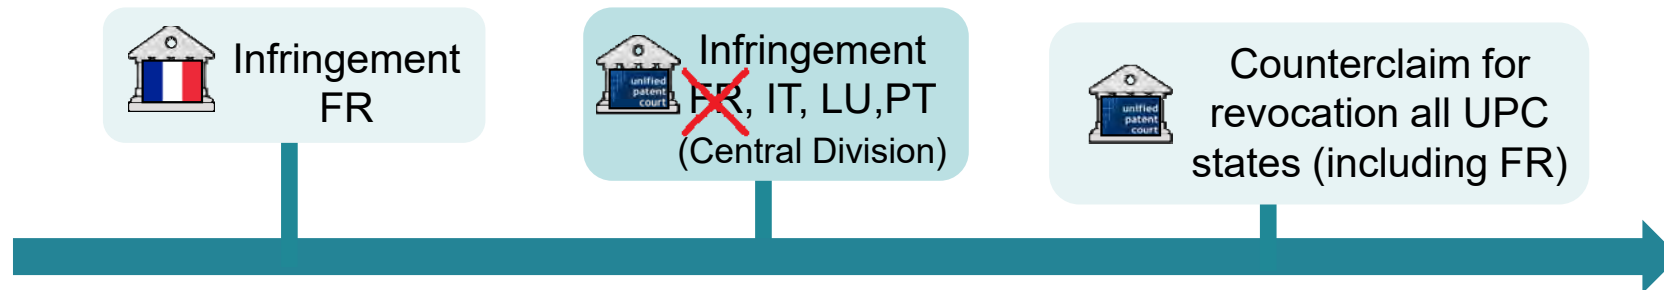 Infringement
FR
unified
patent
court
Infringement
FR, IT, LU,PT
(Central Division)
unified
patent
court
Counterclaim for
revocation all UPC
states (including FR)